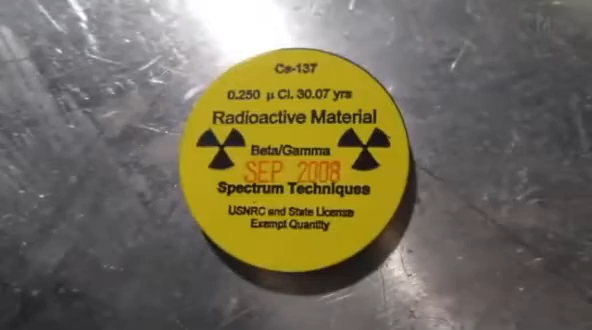 Cs-137
0.250 μ Ci. 30.07 yrs
Radioactive Material
Beta/Gamma
SEP 2008
Spectrum Techniques
USNRC and State License
Exempt Quantity